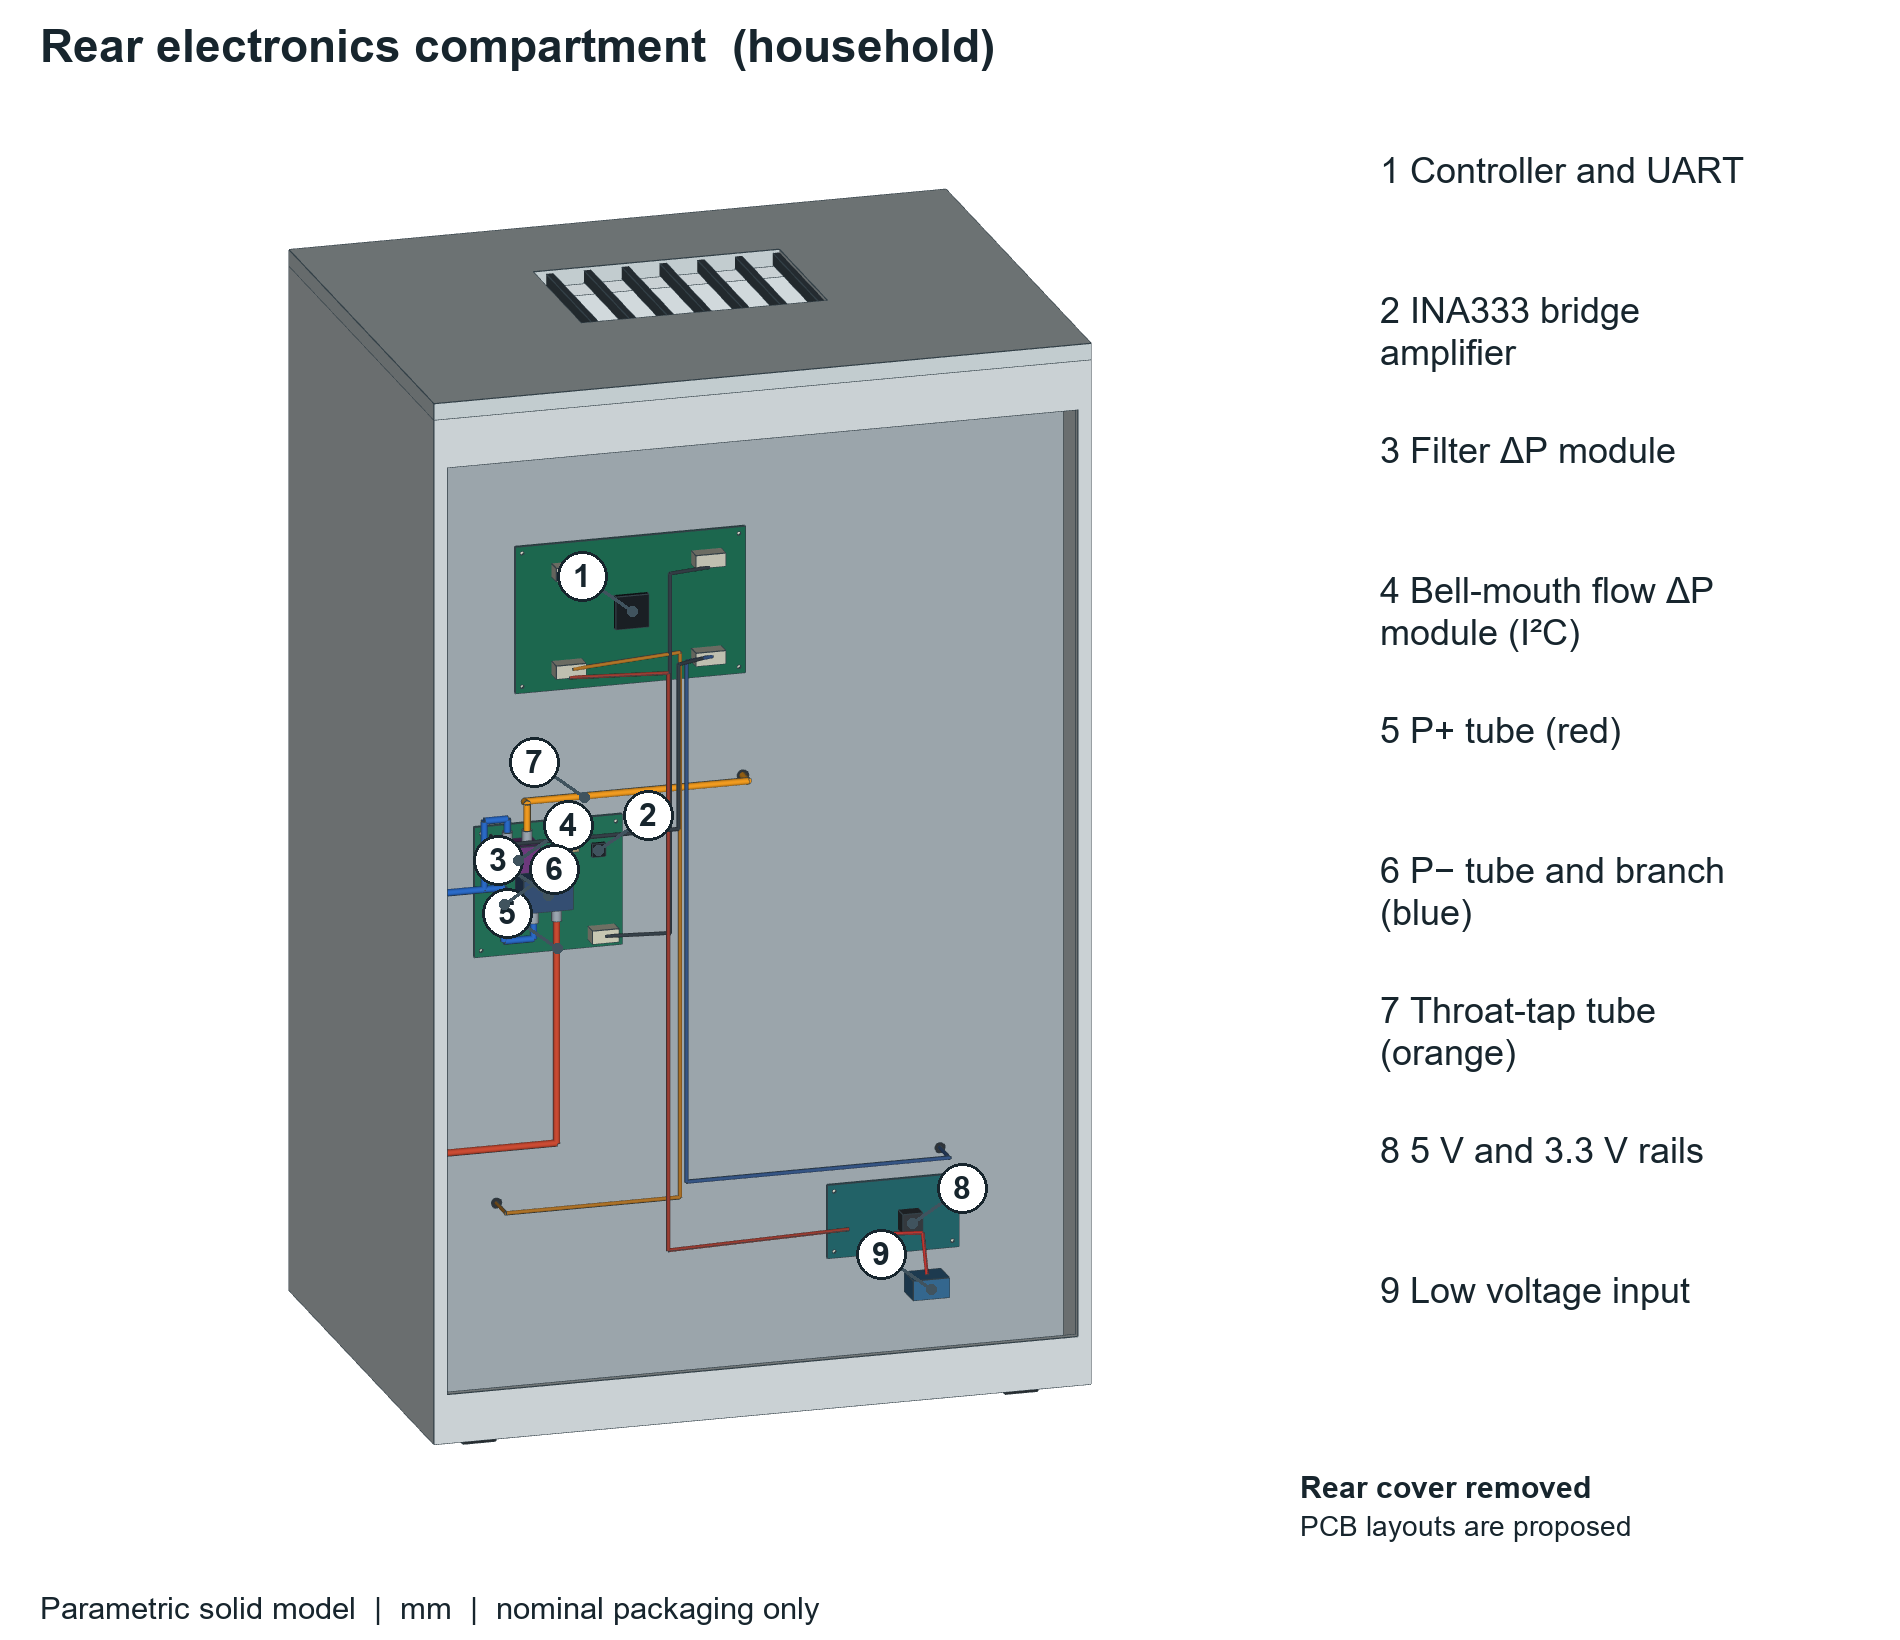 Rear electronics compartment (household)
1 Controller and UART
2 INA333 bridge
amplifier
3 Filter ΔP module
4 Bell-mouth flow ΔP
module (I²C)
5 P+ tube (red)
6 P− tube and branch
(blue)
7 Throat-tap tube
(orange)
8 5 V and 3.3 V rails
9 Low voltage input
1
7
2
4
3
6
5
8
9
Rear cover removed
PCB layouts are proposed
Parametric solid model | mm | nominal packaging only